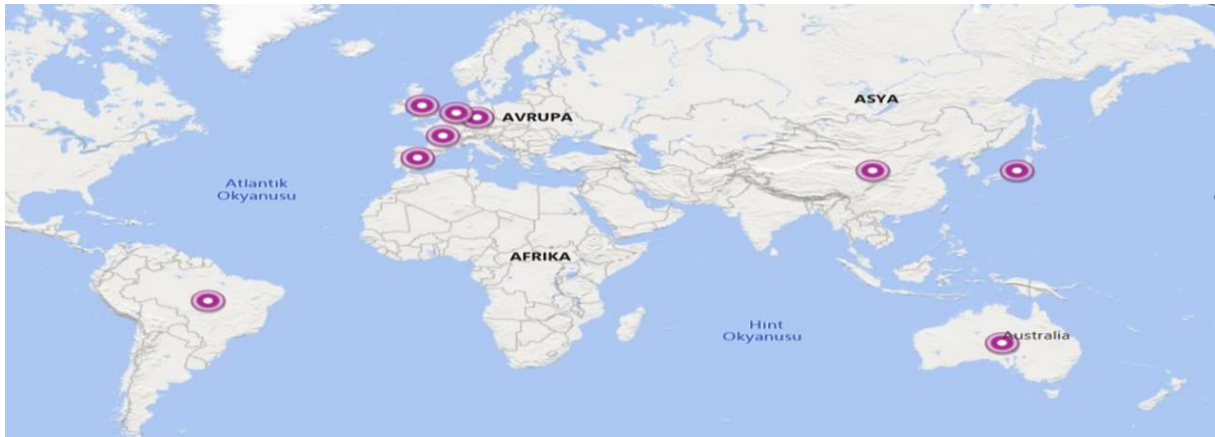 ASYA
AVRUPA
Atlantik
Okyanusu
AFRIKA
Hint
Okyanusu
Australia